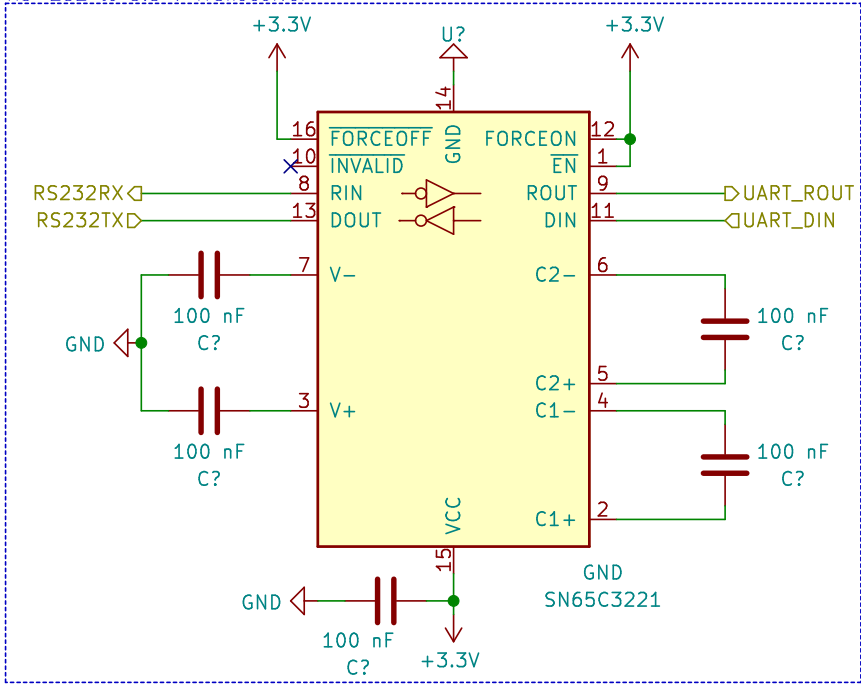 +3.3V
U?
+3.3V
14
GND
16
FORCEOFF
FORCEON
12
10
INVALID
EN
1
RS232RX
8
RIN
ROUT
9
UART_ROUT
RS232TX
13
DOUT
DIN
11
UART_DIN
7
V-
C2-
6
100 nF
C?
100 nF
C?
GND
C2+
5
3
V+
C1-
4
100 nF
C?
100 nF
C?
C1+
2
VCC
15
GND
SN65C3221
GND
100 nF
C?
+3.3V